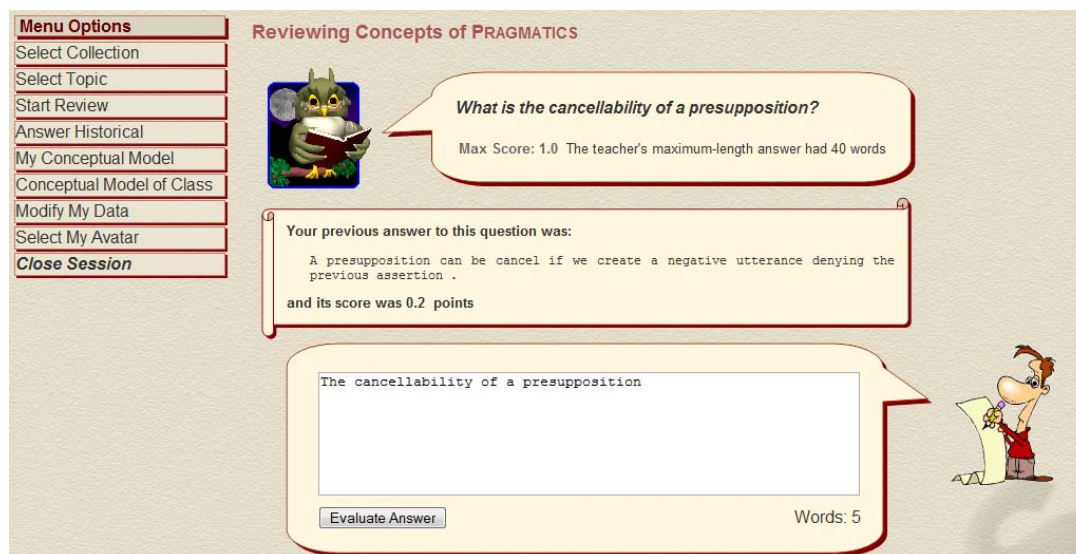 Menu Options
Select Collection
Select Topic
Start Review
Answer Historical
My Conceptual Model
Conceptual Model of Class
Modify My Data
Select My Avatar
Close Session
Reviewing Concepts of PRAGMATICS
What is the cancellability of a presupposition?
Max Score: 1.0 The teacher's maximum-length answer had 40 words
Your previous answer to this question was:
A presupposition can be cancel if we create a negative utterance denying the
previous assertion .
and its score was 0.2 points
The cancellability of a presupposition
Evaluate Answer
Words: 5